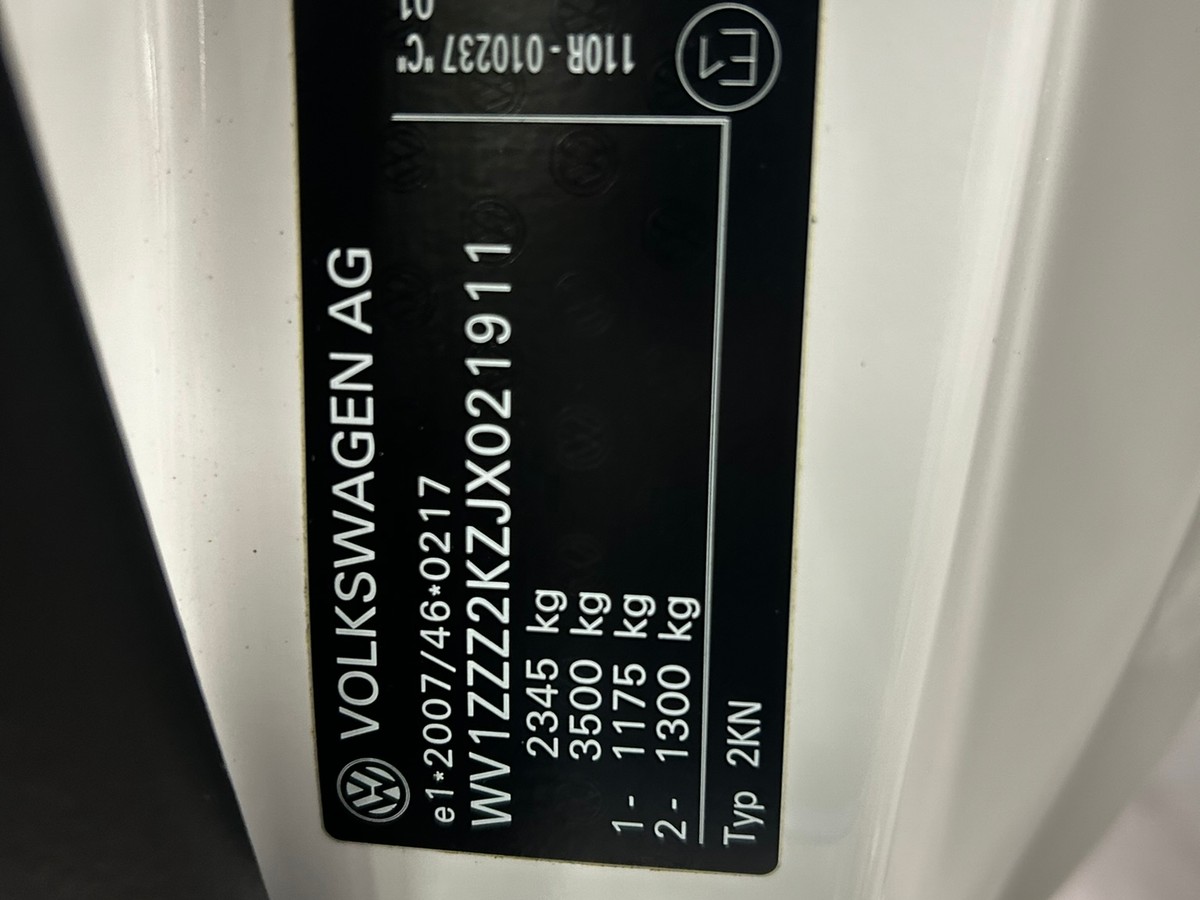 VOLKSWAGEN AG
e1*2007/46*0217
WV1ZZZ2KZJX021911
2345 kg
3500 kg
1- 1175 kg
2- 1300 kg
Typ 2KN
E1
110R-010237 "C"